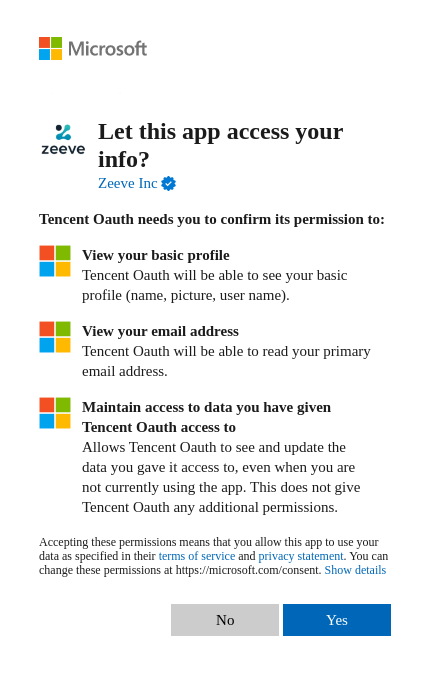 Microsoft
zeeve
Let this app access your
info?
Zeeve Inc
Tencent Oauth needs you to confirm its permission to:
View your basic profile
Tencent Oauth will be able to see your basic
profile (name, picture, user name).
View your email address
Tencent Oauth will be able to read your primary
email address.
Maintain access to data you have given
Tencent Oauth access to
Allows Tencent Oauth to see and update the
data you gave it access to, even when you are
not currently using the app. This does not give
Tencent Oauth any additional permissions.
Accepting these permissions means that you allow this app to use your
data as specified in their terms of service and privacy statement. You can
change these permissions at https://microsoft.com/consent. Show details
No Yes